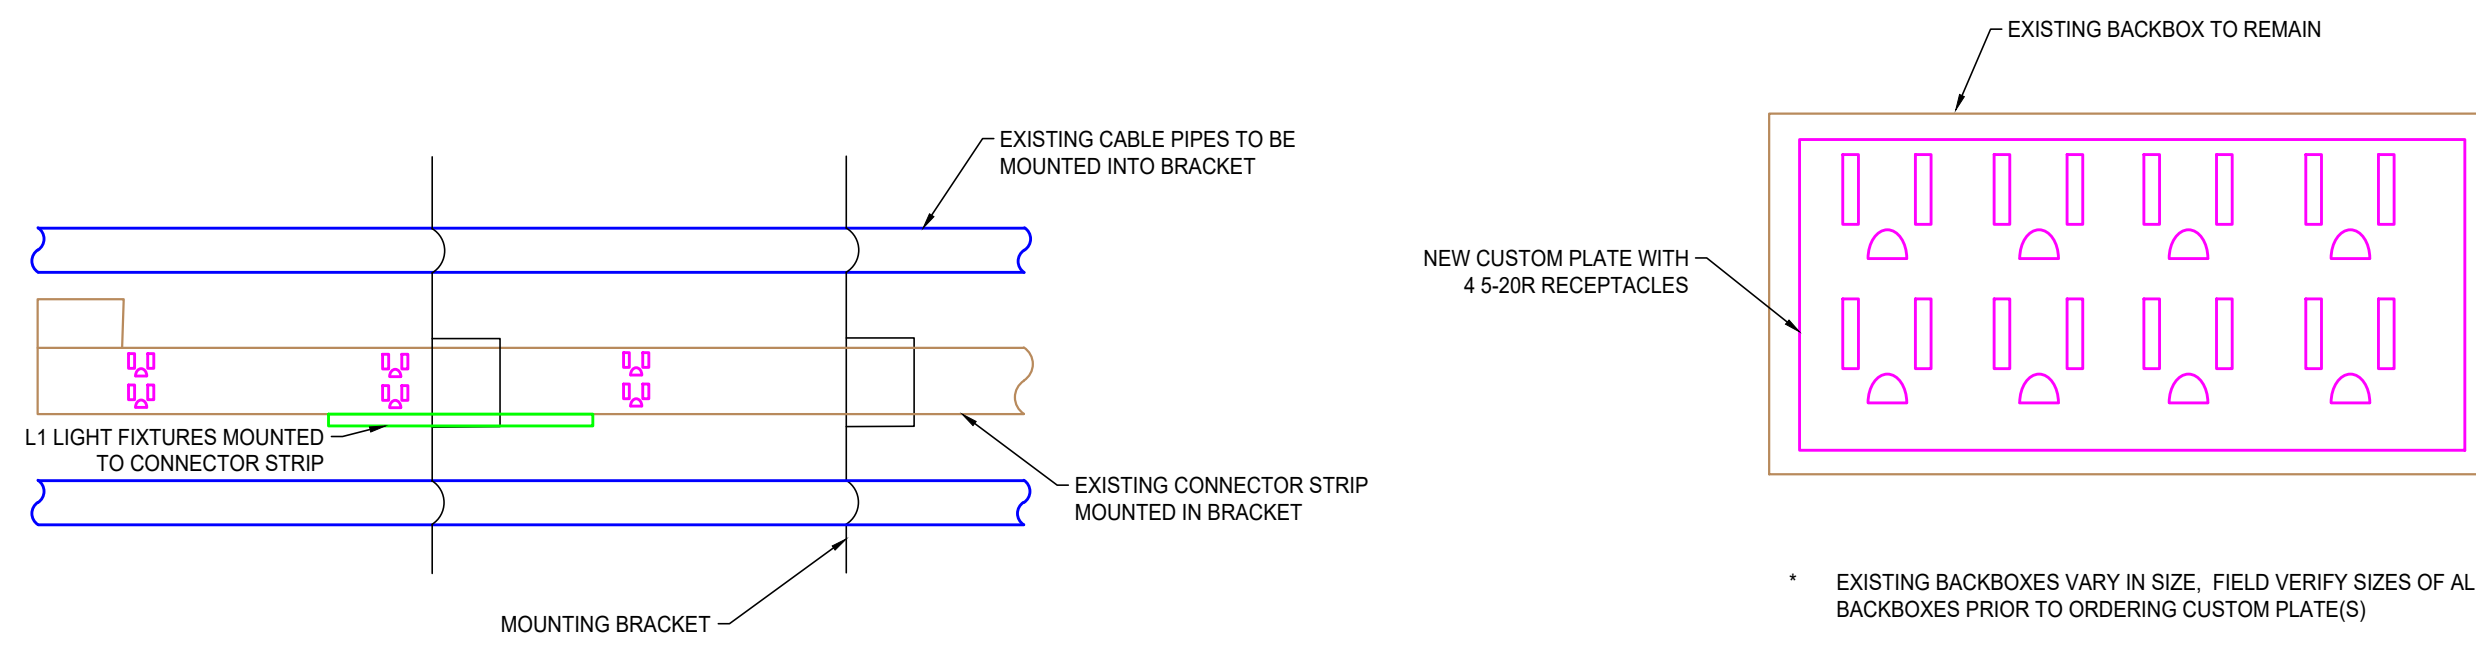 EXISTING BACKBOX TO REMAIN
EXISTING CABLE PIPES TO BE
MOUNTED INTO BRACKET
NEW CUSTOM PLATE WITH
4 5-20R RECEPTACLES
L1 LIGHT FIXTURES MOUNTED
TO CONNECTOR STRIP
EXISTING CONNECTOR STRIP
MOUNTED IN BRACKET
MOUNTING BRACKET
* EXISTING BACKBOXES VARY IN SIZE, FIELD VERIFY SIZES OF AL
BACKBOXES PRIOR TO ORDERING CUSTOM PLATE(S)